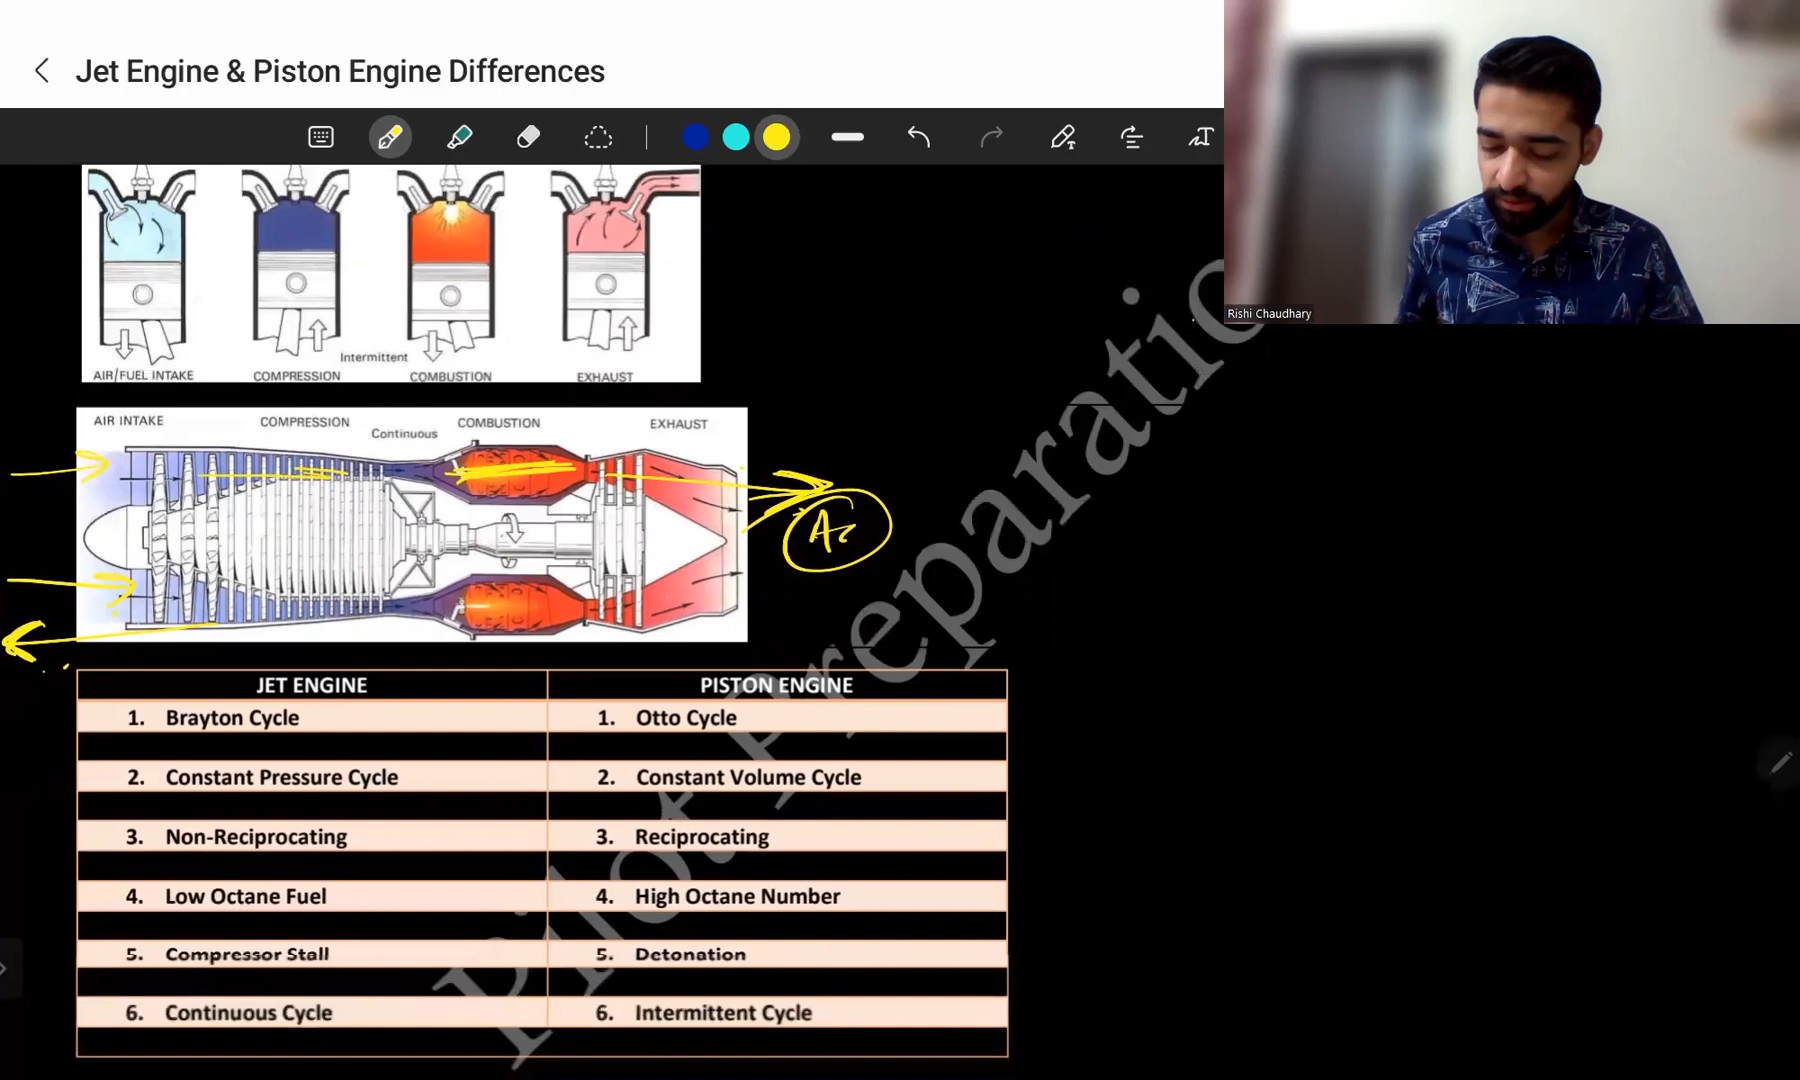 Jet Engine & Piston Engine Differences
Rishi Chaudhary
Intermittent
AIR/FUEL INTAKE COMPRESSION COMBUSTION EXHAUST
AIR INTAKE COMPRESSION COMBUSTION EXHAUST
Continuous
JET ENGINE PISTON ENGINE
1. Brayton Cycle 1. Otto Cycle
2. Constant Pressure Cycle 2. Constant Volume Cycle
3. Non-Reciprocating 3. Reciprocating
4. Low Octane Fuel 4. High Octane Number
5. Compressor Stall 5. Detonation
6. Continuous Cycle 6. Intermittent Cycle
Pilot Preparatio